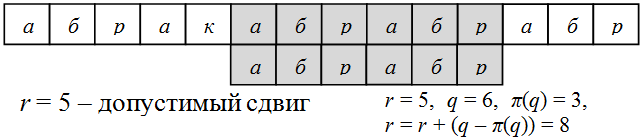 а б р а к а б р а б р а б р
а б р а б р
r = 5 – допустимый сдвиг
r = 5, q = 6, π(q) = 3,
r = r + (q – π(q)) = 8